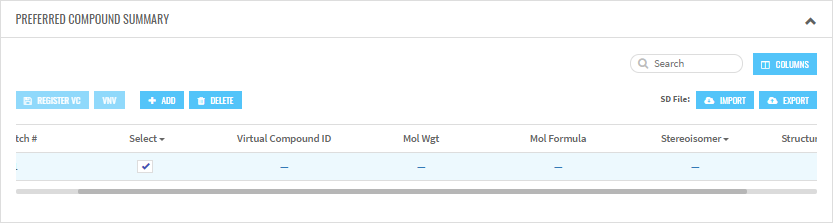 PREFERRED COMPOUND SUMMARY
Search
COLUMNS
REGISTER VC VNV ADD DELETE SD File: IMPORT EXPORT
tch # Select Virtual Compound ID Mol Wgt Mol Formula Stereoisomer Structur
— — — —